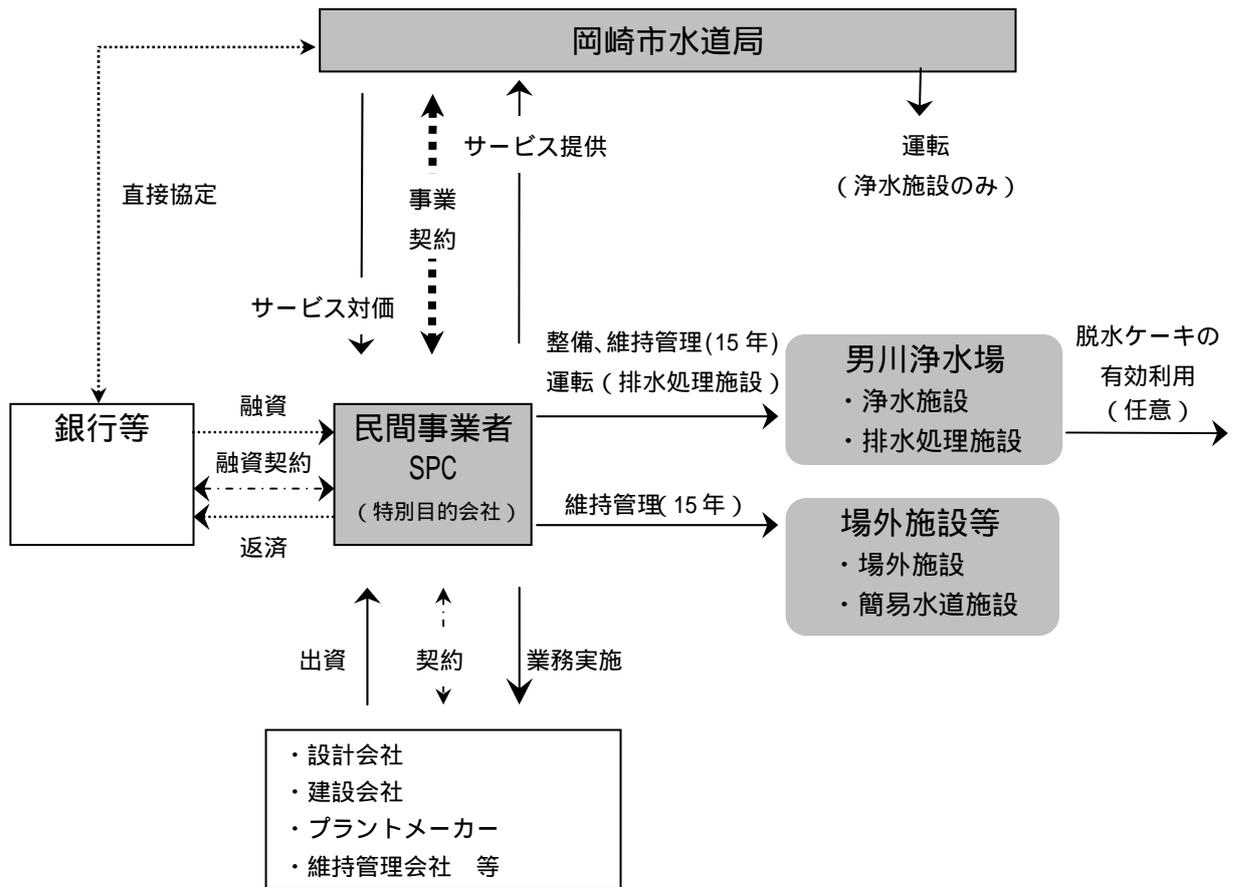 岡崎市水道局
サービス提供
運転
（浄水施設のみ）
直接協定
事業
契約
サービス対価
整備、維持管理(15年)
運転（排水処理施設）
男川浄水場
・浄水施設
・排水処理施設
脱水ケーキの
有効利用
（任意）
銀行等
融資
融資契約
返済
民間事業者
SPC
（特別目的会社）
維持管理(15年)
場外施設等
・場外施設
・簡易水道施設
出資
契約
業務実施
・設計会社
・建設会社
・プラントメーカー
・維持管理会社　等